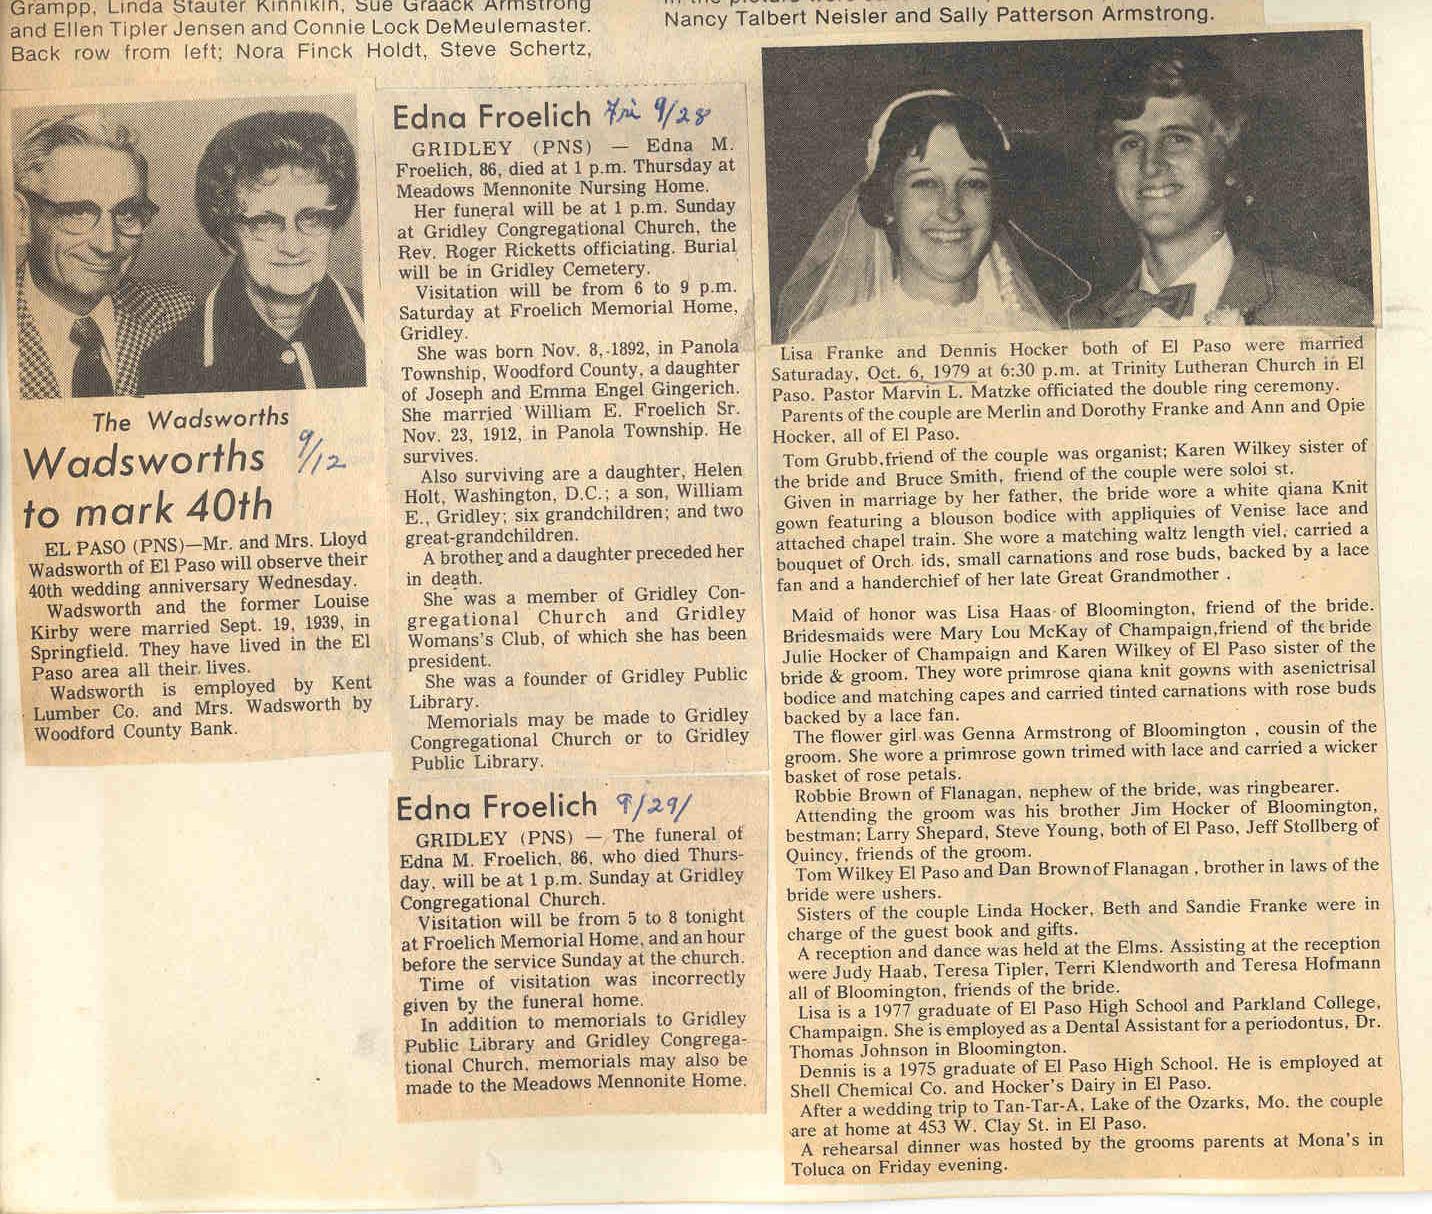 Grampp, Linda Stauter Kinnikin, Sue Graack Armstrong
and Ellen Tipler Jensen and Connie Lock DeMeulemaster.
Back row from left; Nora Finck Holdt, Steve Schertz,
Nancy Talbert Neisler and Sally Patterson Armstrong.
The Wadsworths
Wadsworths 9/12
to mark 40th
EL PASO (PNS)—Mr. and Mrs. Lloyd
Wadsworth of El Paso will observe their
40th wedding anniversary Wednesday.
Wadsworth and the former Louise
Kirby were married Sept. 19, 1939, in
Springfield. They have lived in the El
Paso area all their lives.
Wadsworth is employed by Kent
Lumber Co. and Mrs. Wadsworth by
Woodford County Bank.
Edna Froelich Fri 9/28
GRIDLEY (PNS) — Edna M.
Froelich, 86, died at 1 p.m. Thursday at
Meadows Mennonite Nursing Home.
Her funeral will be at 1 p.m. Sunday
at Gridley Congregational Church, the
Rev. Roger Ricketts officiating. Burial
will be in Gridley Cemetery.
Visitation will be from 6 to 9 p.m.
Saturday at Froelich Memorial Home,
Gridley.
She was born Nov. 8, 1892, in Panola
Township, Woodford County, a daughter
of Joseph and Emma Engel Gingerich.
She married William E. Froelich Sr.
Nov. 23, 1912, in Panola Township. He
survives.
Also surviving are a daughter, Helen
Holt, Washington, D.C.; a son, William
E., Gridley; six grandchildren; and two
great-grandchildren.
A brother and a daughter preceded her
in death.
She was a member of Gridley Con-
gregational Church and Gridley
Womans's Club, of which she has been
president.
She was a founder of Gridley Public
Library.
Memorials may be made to Gridley
Congregational Church or to Gridley
Public Library.
Edna Froelich 9/29/
GRIDLEY (PNS) — The funeral of
Edna M. Froelich, 86, who died Thurs-
day, will be at 1 p.m. Sunday at Gridley
Congregational Church.
Visitation will be from 5 to 8 tonight
at Froelich Memorial Home, and an hour
before the service Sunday at the church.
Time of visitation was incorrectly
given by the funeral home.
In addition to memorials to Gridley
Public Library and Gridley Congrega-
tional Church, memorials may also be
made to the Meadows Mennonite Home.
Lisa Franke and Dennis Hocker both of El Paso were married
Saturaday, Oct. 6, 1979 at 6:30 p.m. at Trinity Lutheran Church in El
Paso. Pastor Marvin L. Matzke officiated the double ring ceremony.
Parents of the couple are Merlin and Dorothy Franke and Ann and Opie
Hocker, all of El Paso.
Tom Grubb,friend of the couple was organist; Karen Wilkey sister of
the bride and Bruce Smith, friend of the couple were soloi st.
Given in marriage by her father, the bride wore a white qiana Knit
gown featuring a blouson bodice with appliquies of Venise lace and
attached chapel train. She wore a matching waltz length viel, carried a
bouquet of Orch ids, small carnations and rose buds, backed by a lace
fan and a handerchief of her late Great Grandmother .
Maid of honor was Lisa Haas of Bloomington, friend of the bride.
Bridesmaids were Mary Lou McKay of Champaign,friend of the bride
Julie Hocker of Champaign and Karen Wilkey of El Paso sister of the
bride & groom. They wore primrose qiana knit gowns with asenictrisal
bodice and matching capes and carried tinted carnations with rose buds
backed by a lace fan.
The flower girl was Genna Armstrong of Bloomington , cousin of the
groom. She wore a primrose gown trimed with lace and carried a wicker
basket of rose petals.
Robbie Brown of Flanagan, nephew of the bride, was ringbearer.
Attending the groom was his brother Jim Hocker of Bloomington,
bestman; Larry Shepard, Steve Young, both of El Paso, Jeff Stollberg of
Quincy, friends of the groom.
Tom Wilkey El Paso and Dan Brown of Flanagan , brother in laws of the
bride were ushers.
Sisters of the couple Linda Hocker, Beth and Sandie Franke were in
charge of the guest book and gifts.
A reception and dance was held at the Elms. Assisting at the reception
were Judy Haab, Teresa Tipler, Terri Klendworth and Teresa Hofmann
all of Bloomington, friends of the bride.
Lisa is a 1977 graduate of El Paso High School and Parkland College,
Champaign. She is employed as a Dental Assistant for a periodontus, Dr.
Thomas Johnson in Bloomington.
Dennis is a 1975 graduate of El Paso High School. He is employed at
Shell Chemical Co. and Hocker's Dairy in El Paso.
After a wedding trip to Tan-Tar-A, Lake of the Ozarks, Mo. the couple
are at home at 453 W. Clay St. in El Paso.
A rehearsal dinner was hosted by the grooms parents at Mona's in
Toluca on Friday evening.